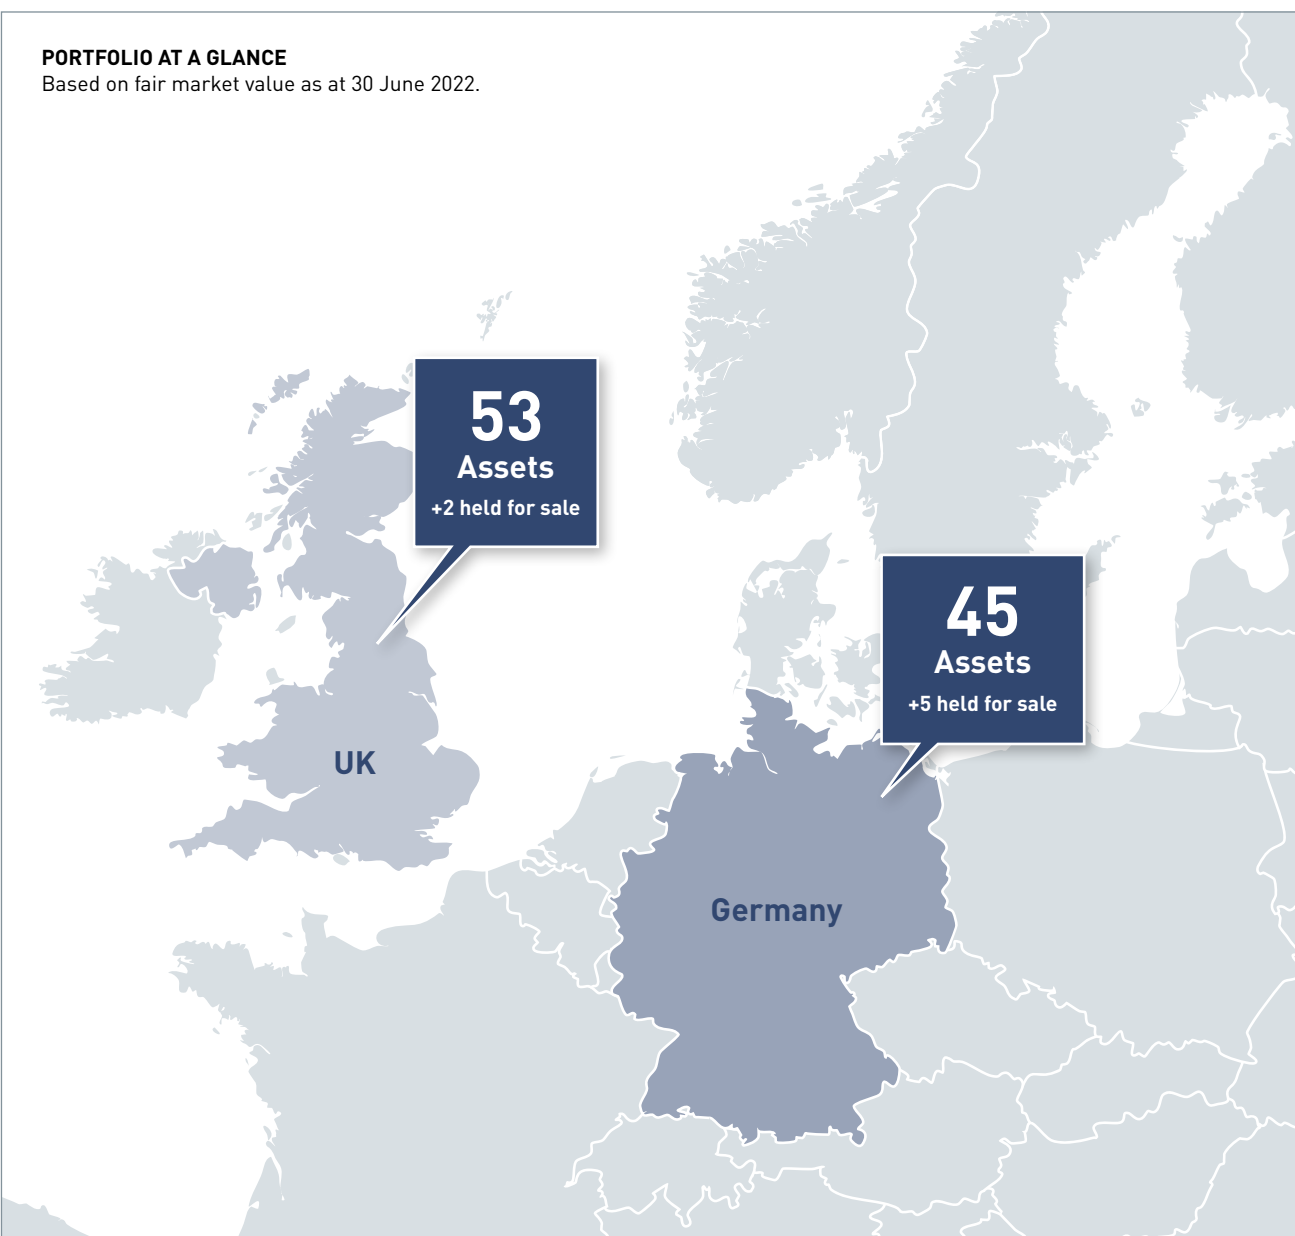 PORTFOLIO AT A GLANCE
Based on fair market value as at 30 June 2022.
53
Assets
+2 held for sale
45
Assets
+5 held for sale
UK
Germany